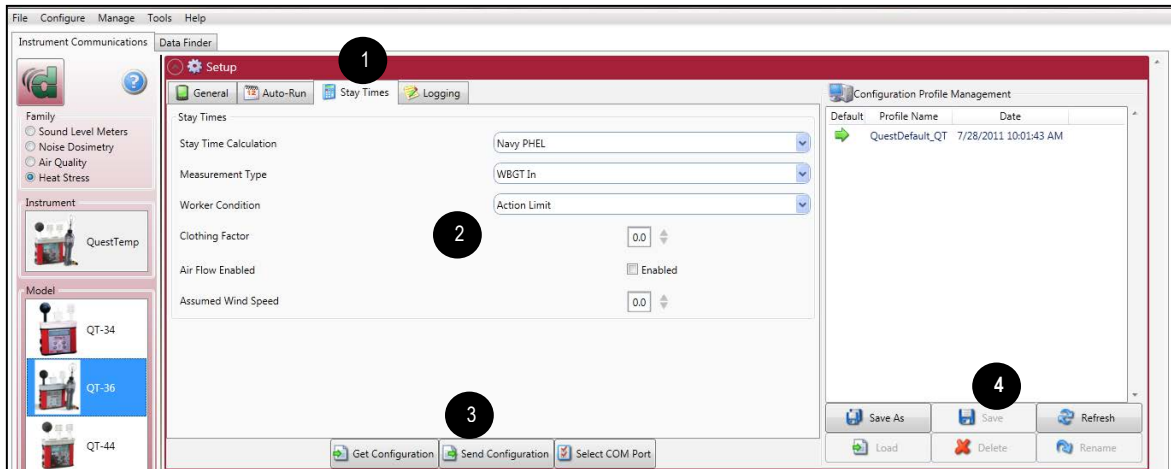 File Configure Manage Tools Help
Instrument Communications Data Finder
Setup
1
General Auto-Run Stay Times Logging
Configuration Profile Management
Family
Sound Level Meters
Noise Dosimetry
Air Quality
Heat Stress
Instrument
QuestTemp
Model
QT-34
QT-36
QT-44
Stay Times
Stay Time Calculation Navy PHEL
Measurement Type WBGT In
Worker Condition Action Limit
Clothing Factor 0.0
2
Air Flow Enabled Enabled
Assumed Wind Speed 0.0
3
Get Configuration Send Configuration Select COM Port
Default Profile Name Date
QuestDefault_QT 7/28/2011 10:01:43 AM
4
Save As Save Refresh
Load Delete Rename